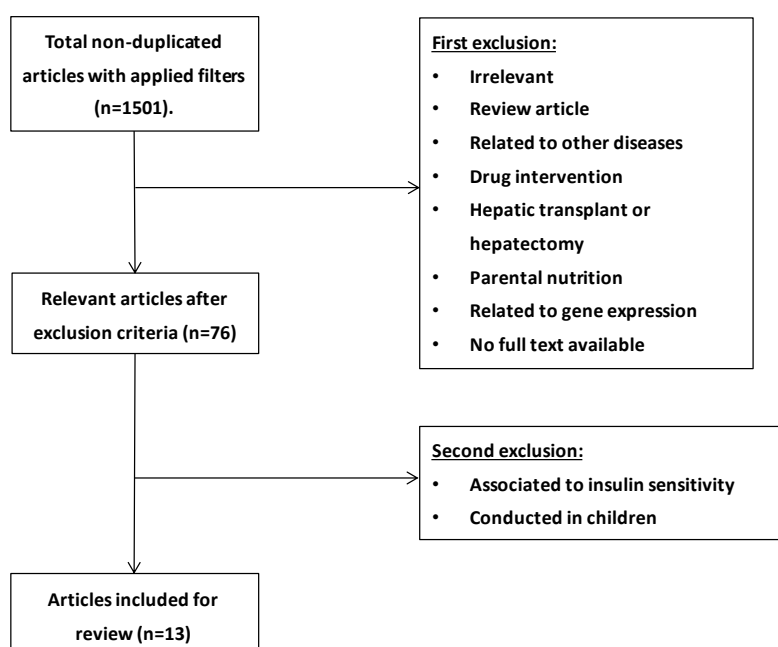 Total non-duplicated
articles with applied filters
(n=1501).
First exclusion:
• Irrelevant
• Review article
• Related to other diseases
• Drug intervention
• Hepatic transplant or
hepatectomy
• Parental nutrition
• Related to gene expression
• No full text available
Relevant articles after
exclusion criteria (n=76)
Second exclusion:
• Associated to insulin sensitivity
• Conducted in children
Articles included for
review (n=13)